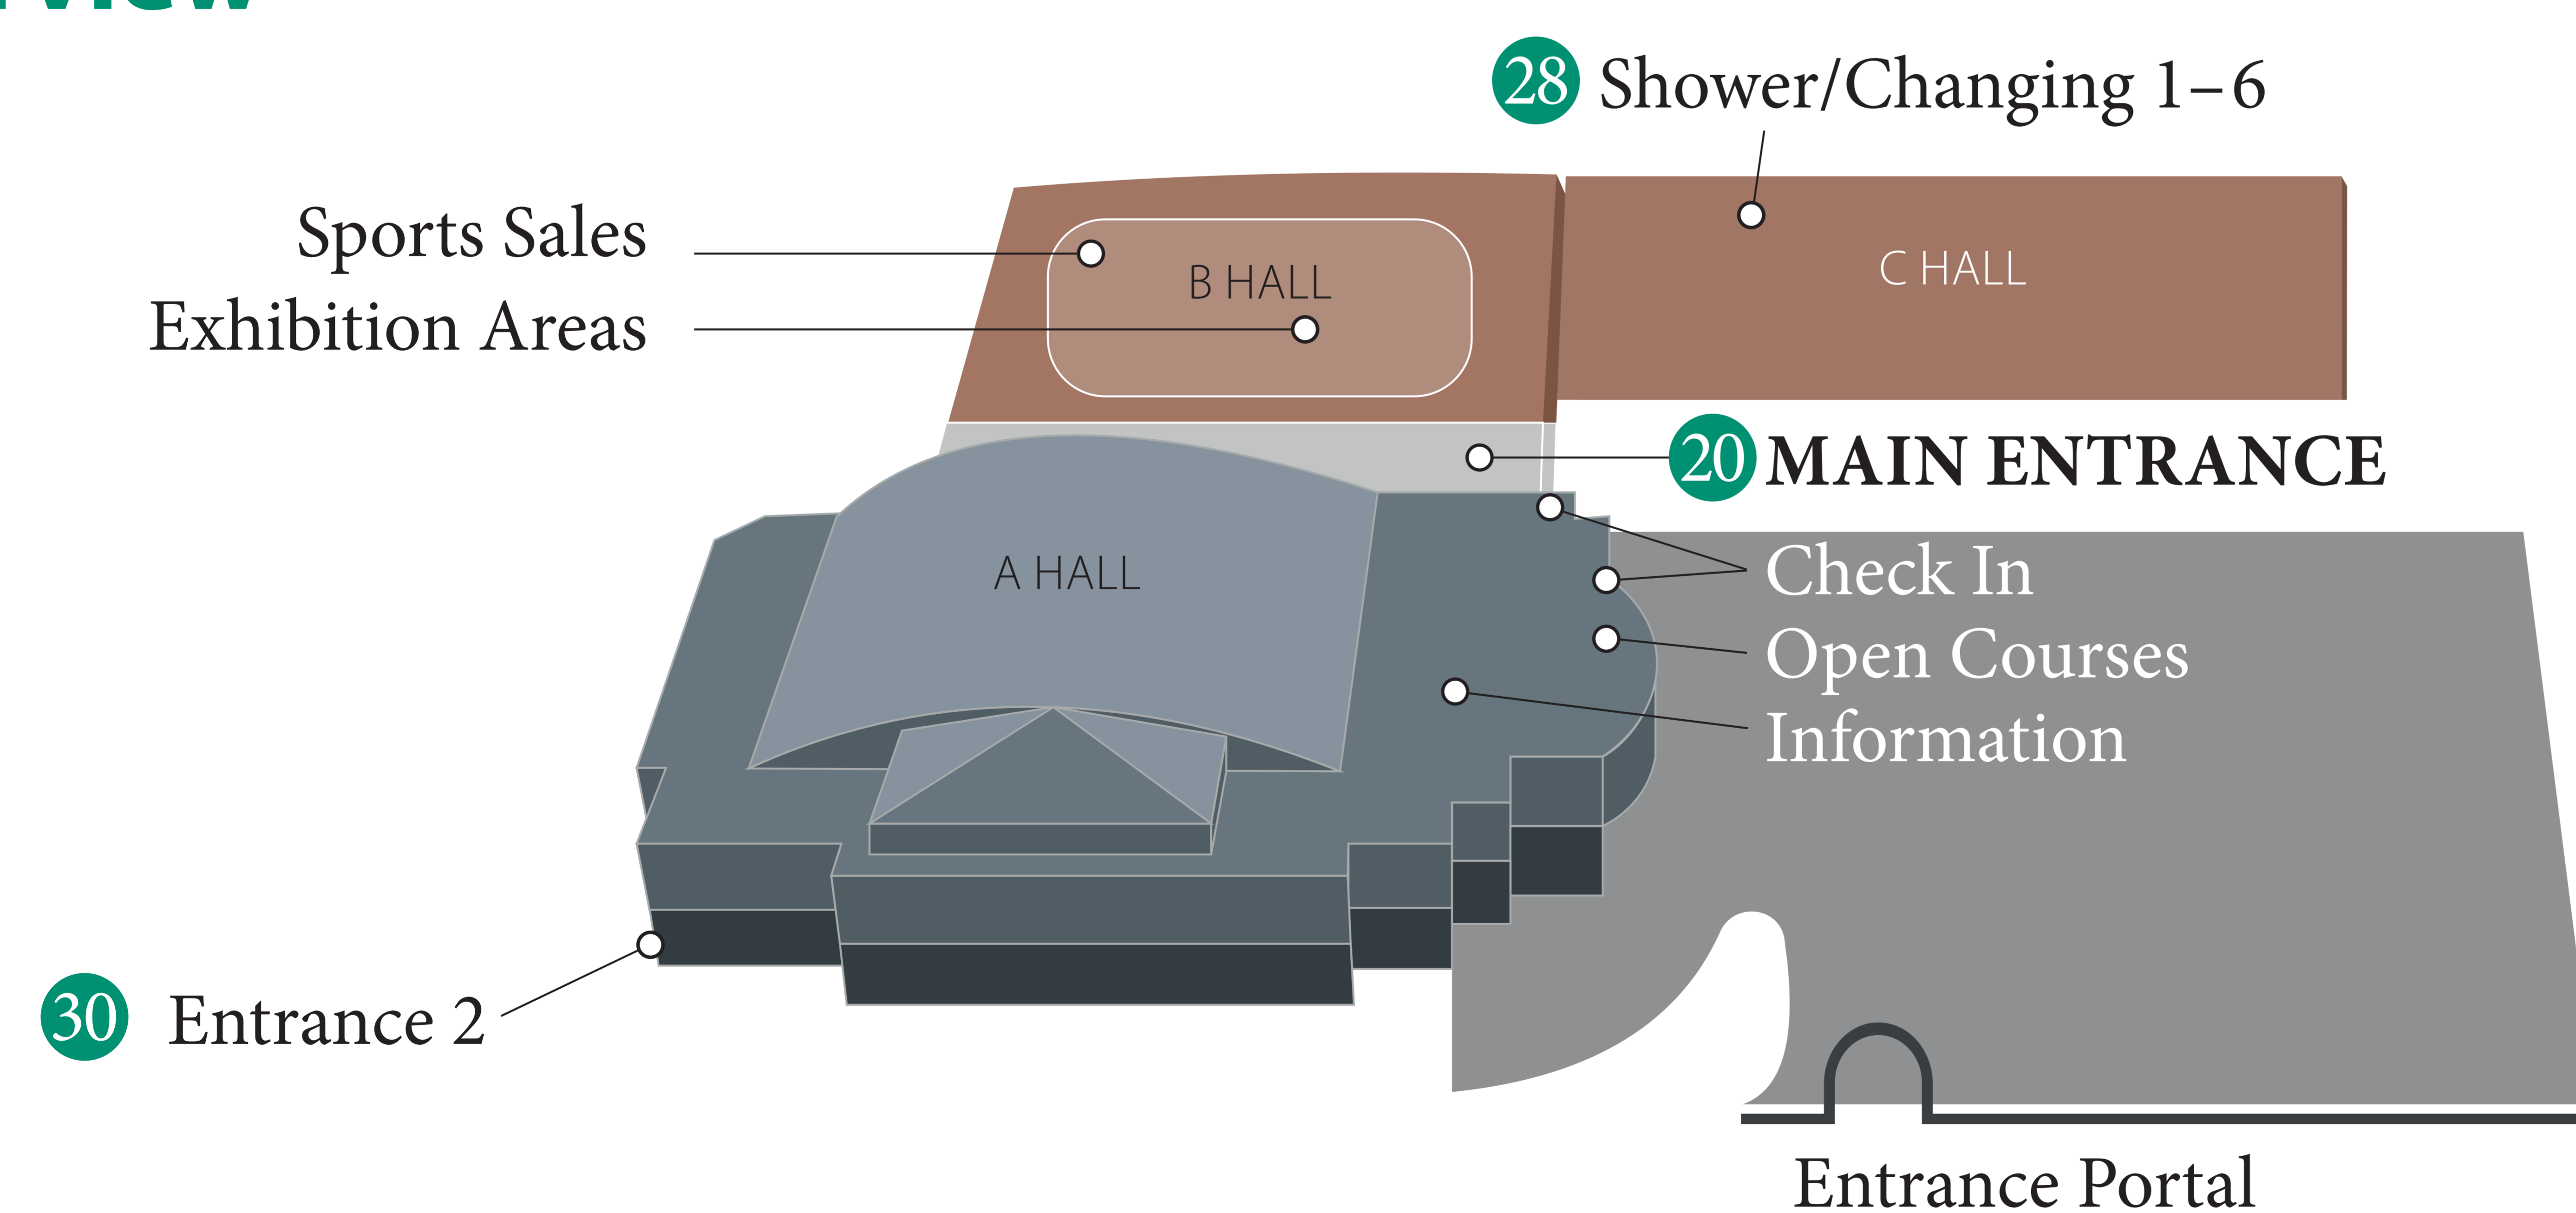 28 Shower/Changing 1–6
Sports Sales
Exhibition Areas
B HALL
C HALL
20 MAIN ENTRANCE
A HALL
Check In
Open Courses
Information
30 Entrance 2
Entrance Portal